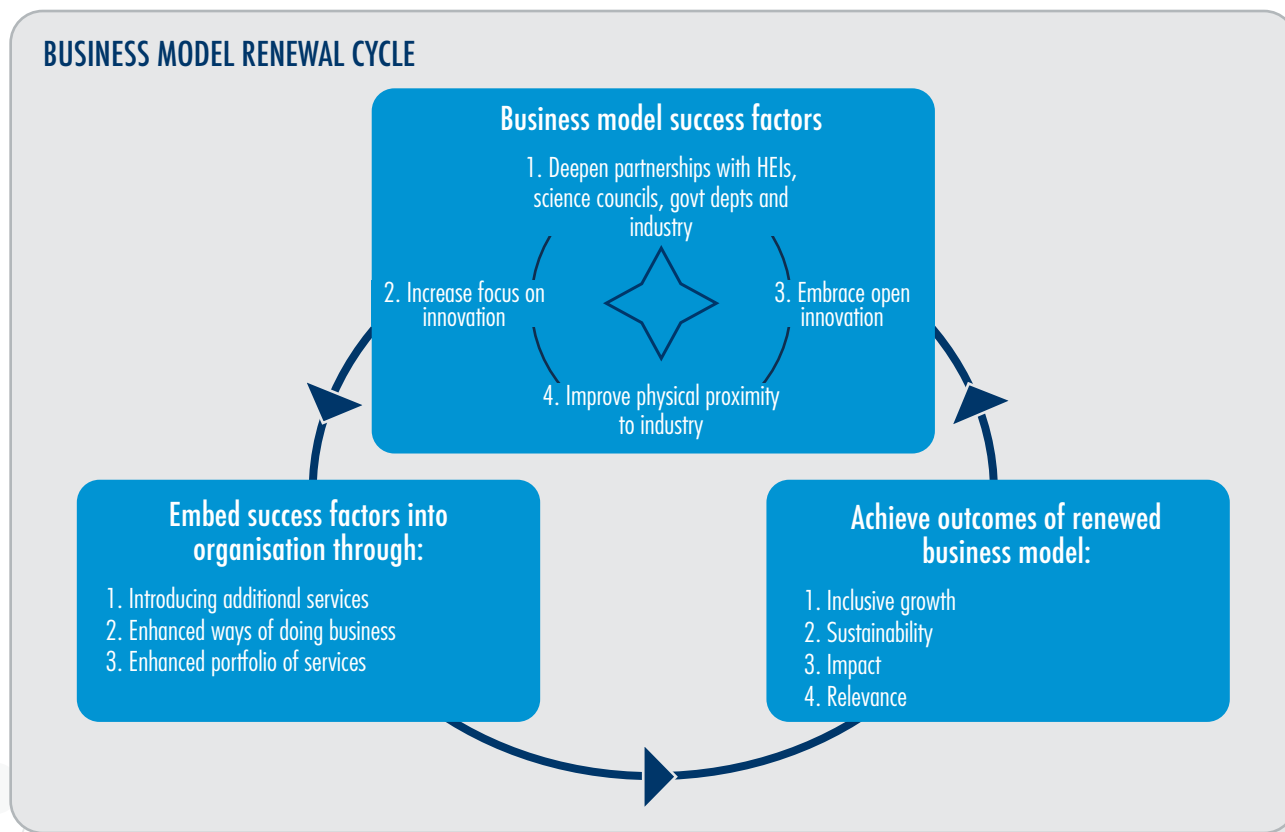 BUSINESS MODEL RENEWAL CYCLE
Business model success factors
1. Deepen partnerships with HEIs,
science councils, govt depts and
industry
2. Increase focus on
innovation
3. Embrace open
innovation
4. Improve physical proximity
to industry
Embed success factors into
organisation through:
1. Introducing additional services
2. Enhanced ways of doing business
3. Enhanced portfolio of services
Achieve outcomes of renewed
business model:
1. Inclusive growth
2. Sustainability
3. Impact
4. Relevance